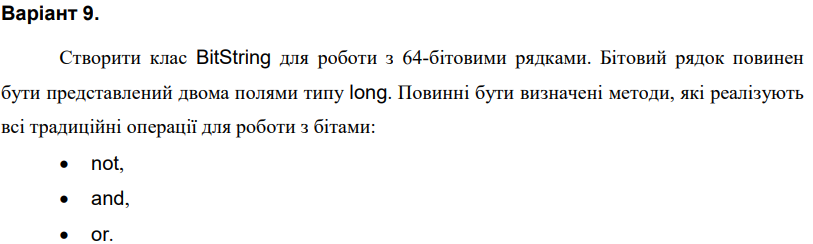 Варіант 9.
Створити клас BitString для роботи з 64-бітовими рядками. Бітовий рядок повинен
бути представлений двома полями типу long. Повинні бути визначені методи, які реалізують
всі традиційні операції для роботи з бітами:
• not,
• and,
• or.